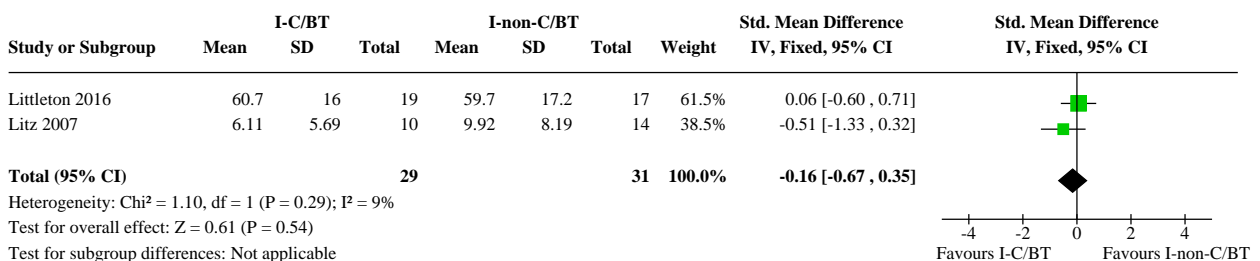 I-C/BT I-non-C/BT Std. Mean Difference Std. Mean Difference
Study or Subgroup Mean SD Total Mean SD Total Weight IV, Fixed, 95% CI IV, Fixed, 95% CI
Littleton 2016 60.7 16 19 59.7 17.2 17 61.5% 0.06 [-0.60 , 0.71]
Litz 2007 6.11 5.69 10 9.92 8.19 14 38.5% -0.51 [-1.33 , 0.32]
Total (95% CI) 29 31 100.0% -0.16 [-0.67 , 0.35]
Heterogeneity: Chi² = 1.10, df = 1 (P = 0.29); I² = 9%
Test for overall effect: Z = 0.61 (P = 0.54) -4 -2 0 2 4
Test for subgroup differences: Not applicable Favours I-C/BT Favours I-non-C/BT